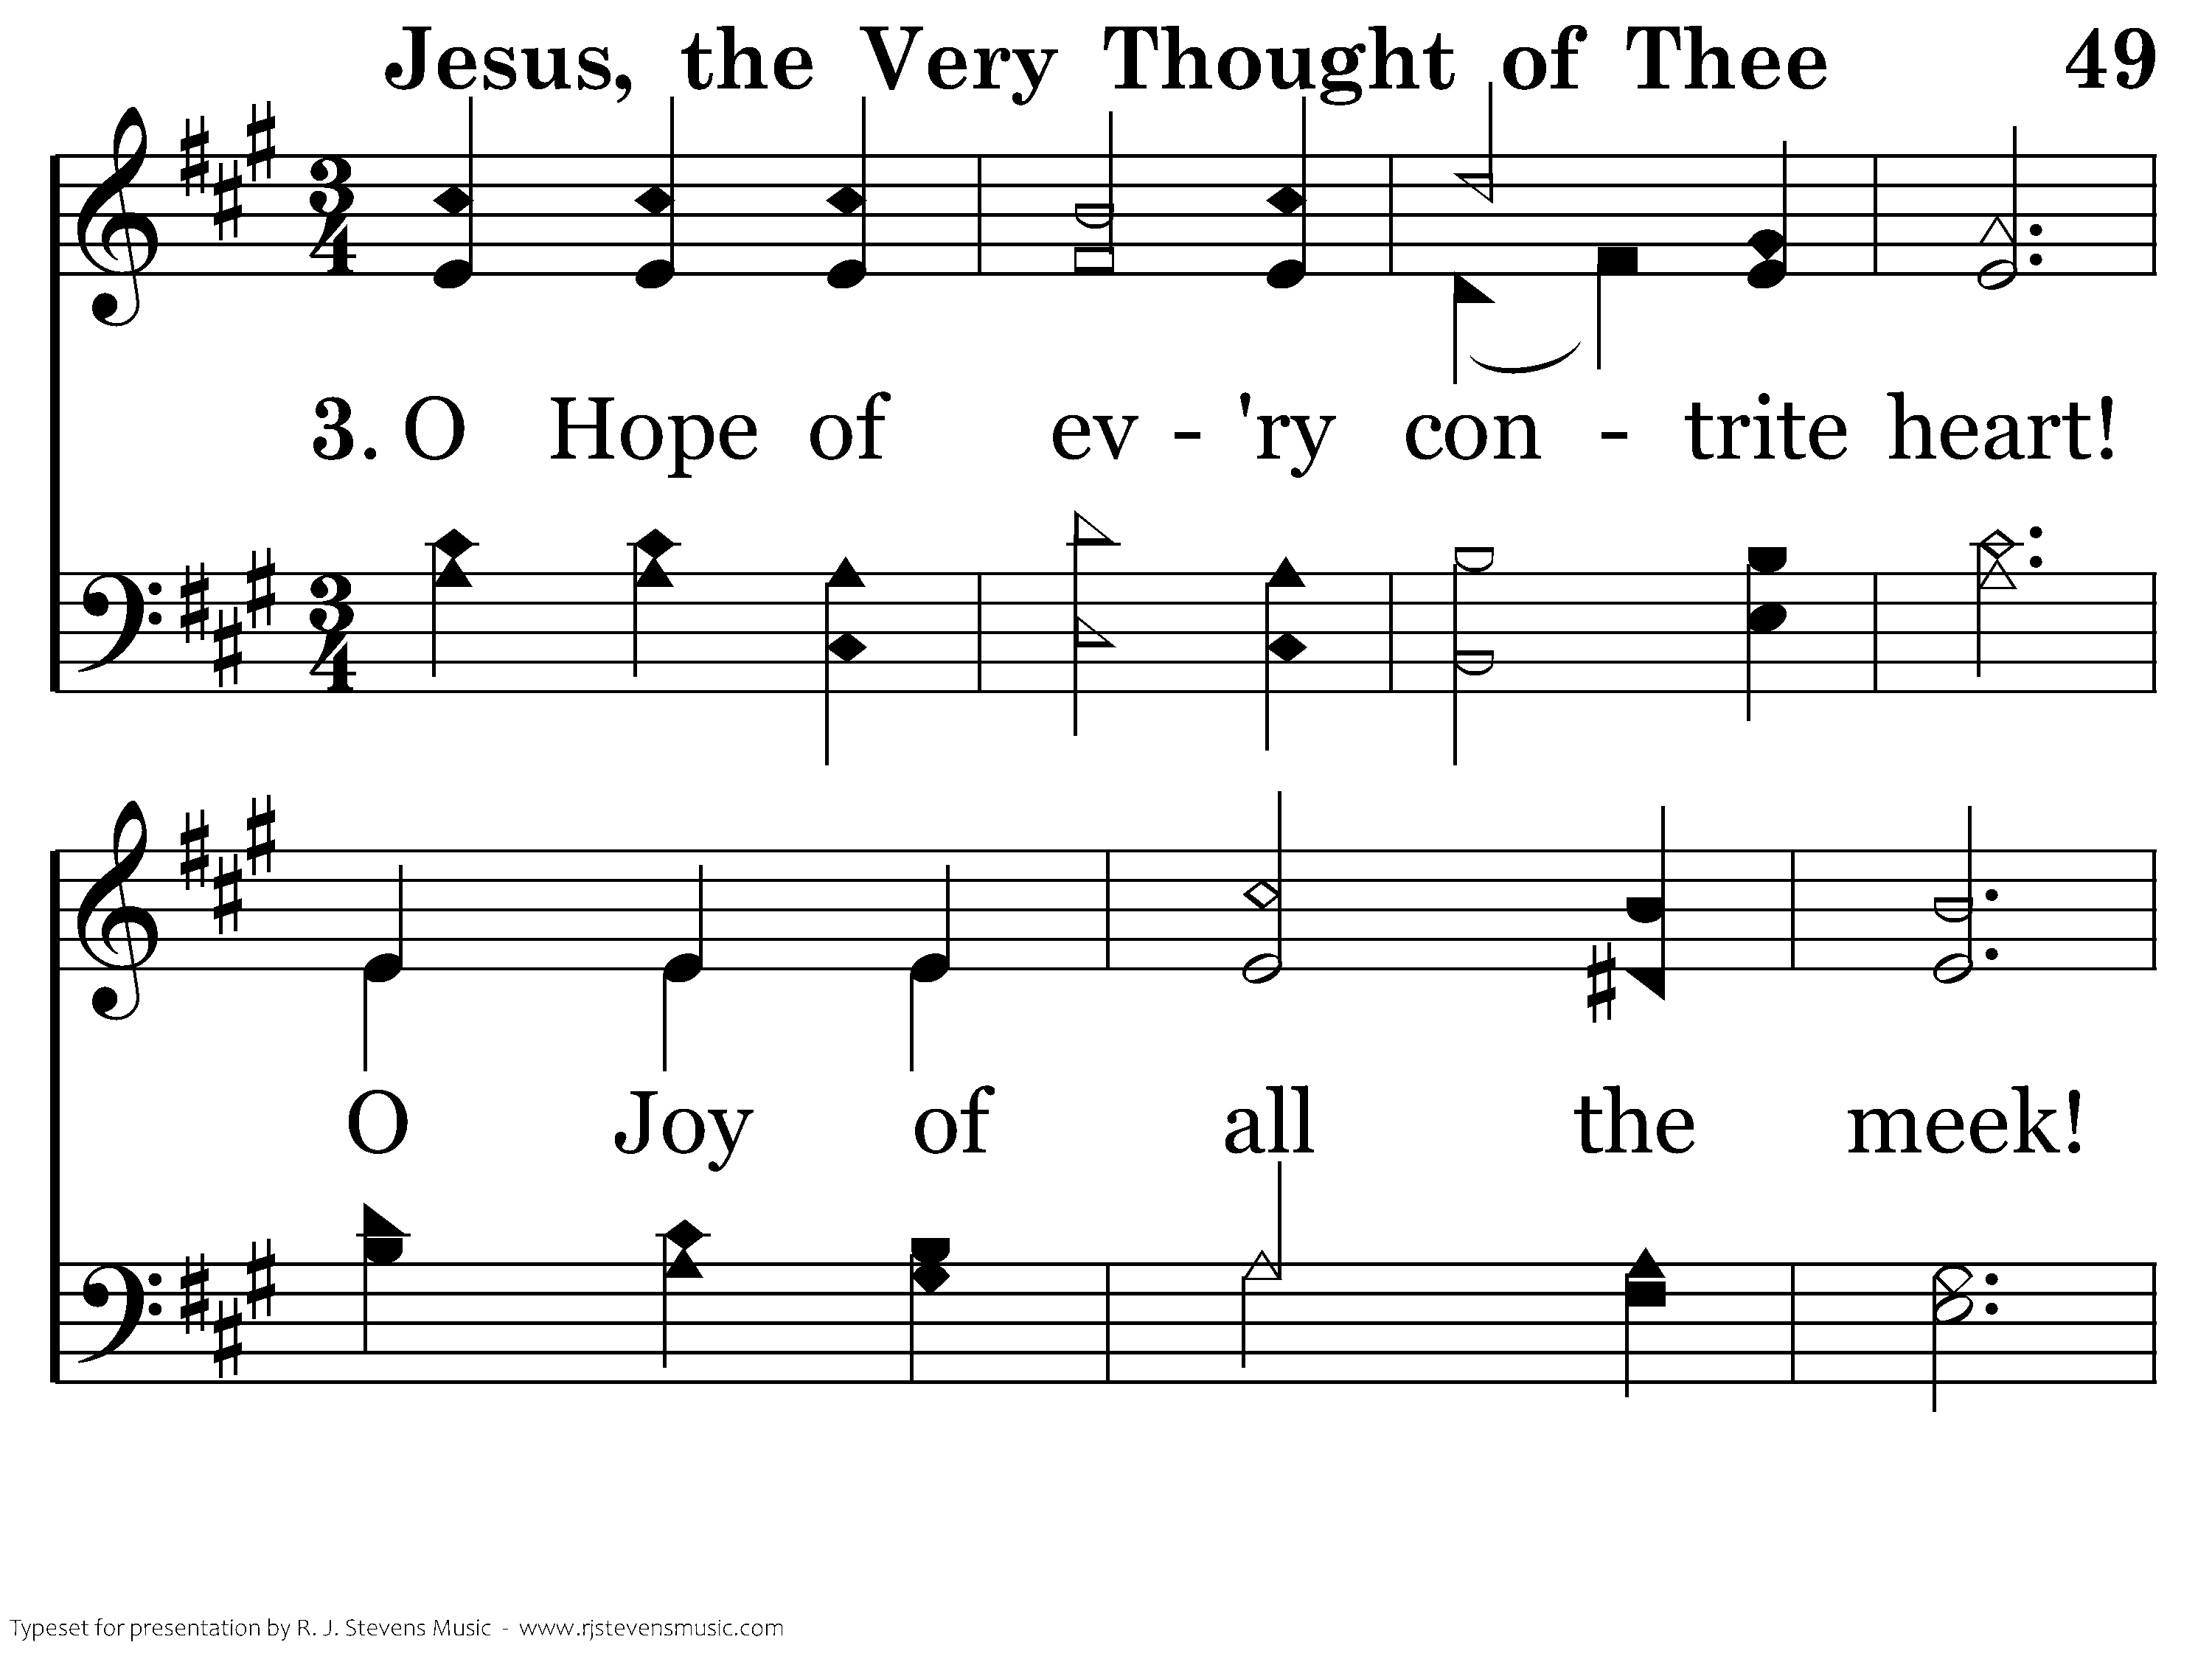 Jesus, the Very Thought of Thee 49
3. O Hope of ev - 'ry con - trite heart!
O Joy of all the meek!
Typeset for presentation by R. J. Stevens Music - www.rjstevensmusic.com